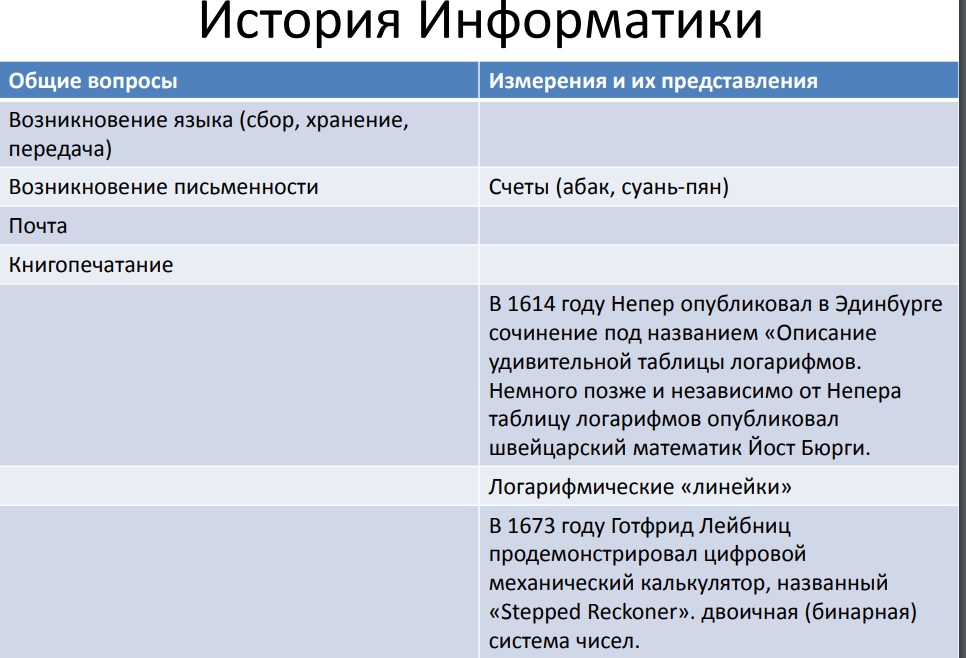 История Информатики
Общие вопросы
Измерения и их представления
Возникновение языка (сбор, хранение,
передача)
Возникновение письменности
Счеты (абак, суань-пян)
Почта
Книгопечатание
В 1614 году Непер опубликовал в Эдинбурге
сочинение под названием «Описание
удивительной таблицы логарифмов.
Немного позже и независимо от Непера
таблицу логарифмов опубликовал
швейцарский математик Йост Бюрги.
Логарифмические «линейки»
В 1673 году Готфрид Лейбниц
продемонстрировал цифровой
механический калькулятор, названный
«Stepped Reckoner». двоичная (бинарная)
система чисел.